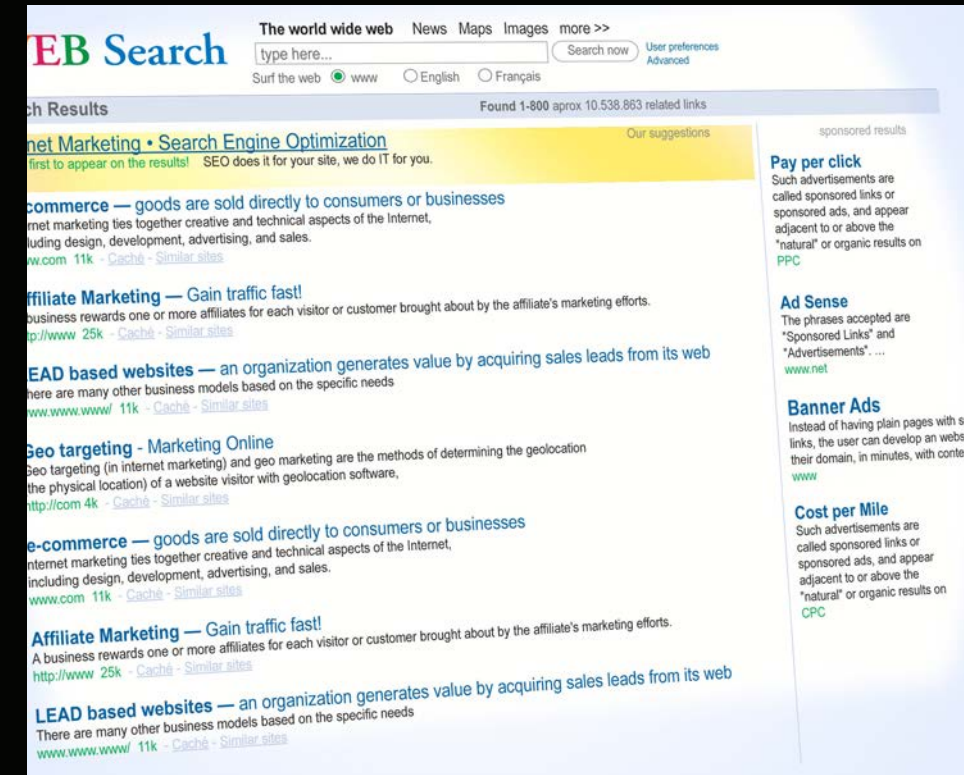 EB Search
The world wide web News Maps Images more >>
type here... Search now User preferences
Advanced
Surf the web www English Français
ch Results Found 1-800 aprox 10.538.863 related links
net Marketing • Search Engine Optimization Our suggestions
first to appear on the results! SEO does it for your site, we do IT for you.
commerce — goods are sold directly to consumers or businesses
rnet marketing ties together creative and technical aspects of the Internet,
luding design, development, advertising, and sales.
w.com 11k - Caché - Similar sites
ffiliate Marketing — Gain traffic fast!
business rewards one or more affiliates for each visitor or customer brought about by the affiliate's marketing efforts.
tp://www 25k - Caché - Similar sites
EAD based websites — an organization generates value by acquiring sales leads from its web
here are many other business models based on the specific needs
www.www.www/ 11k - Caché - Similar sites
Geo targeting - Marketing Online
Geo targeting (in internet marketing) and geo marketing are the methods of determining the geolocation
(the physical location) of a website visitor with geolocation software,
http://com 4k - Caché - Similar sites
e-commerce — goods are sold directly to consumers or businesses
nternet marketing ties together creative and technical aspects of the Internet,
including design, development, advertising, and sales.
www.com 11k - Caché - Similar sites
Affiliate Marketing — Gain traffic fast!
A business rewards one or more affiliates for each visitor or customer brought about by the affiliate's marketing efforts.
http://www 25k - Caché - Similar sites
LEAD based websites — an organization generates value by acquiring sales leads from its web
There are many other business models based on the specific needs
www.www.www/ 11k - Caché - Similar sites
sponsored results
Pay per click
Such advertisements are
called sponsored links or
sponsored ads, and appear
adjacent to or above the
"natural" or organic results on
PPC
Ad Sense
The phrases accepted are
"Sponsored Links" and
"Advertisements". ...
www.net
Banner Ads
Instead of having plain pages with s
links, the user can develop an webs
their domain, in minutes, with conte
www
Cost per Mile
Such advertisements are
called sponsored links or
sponsored ads, and appear
adjacent to or above the
"natural" or organic results on
CPC